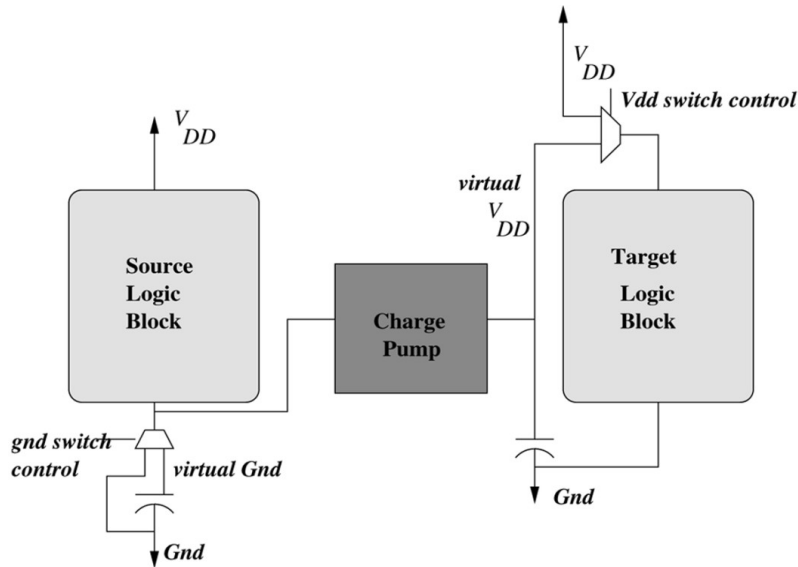 V
DD
Vdd switch control
V
DD
virtual
V
DD
Source
Logic
Block
Target
Logic
Block
Charge
Pump
gnd switch
control
virtual Gnd
Gnd
Gnd